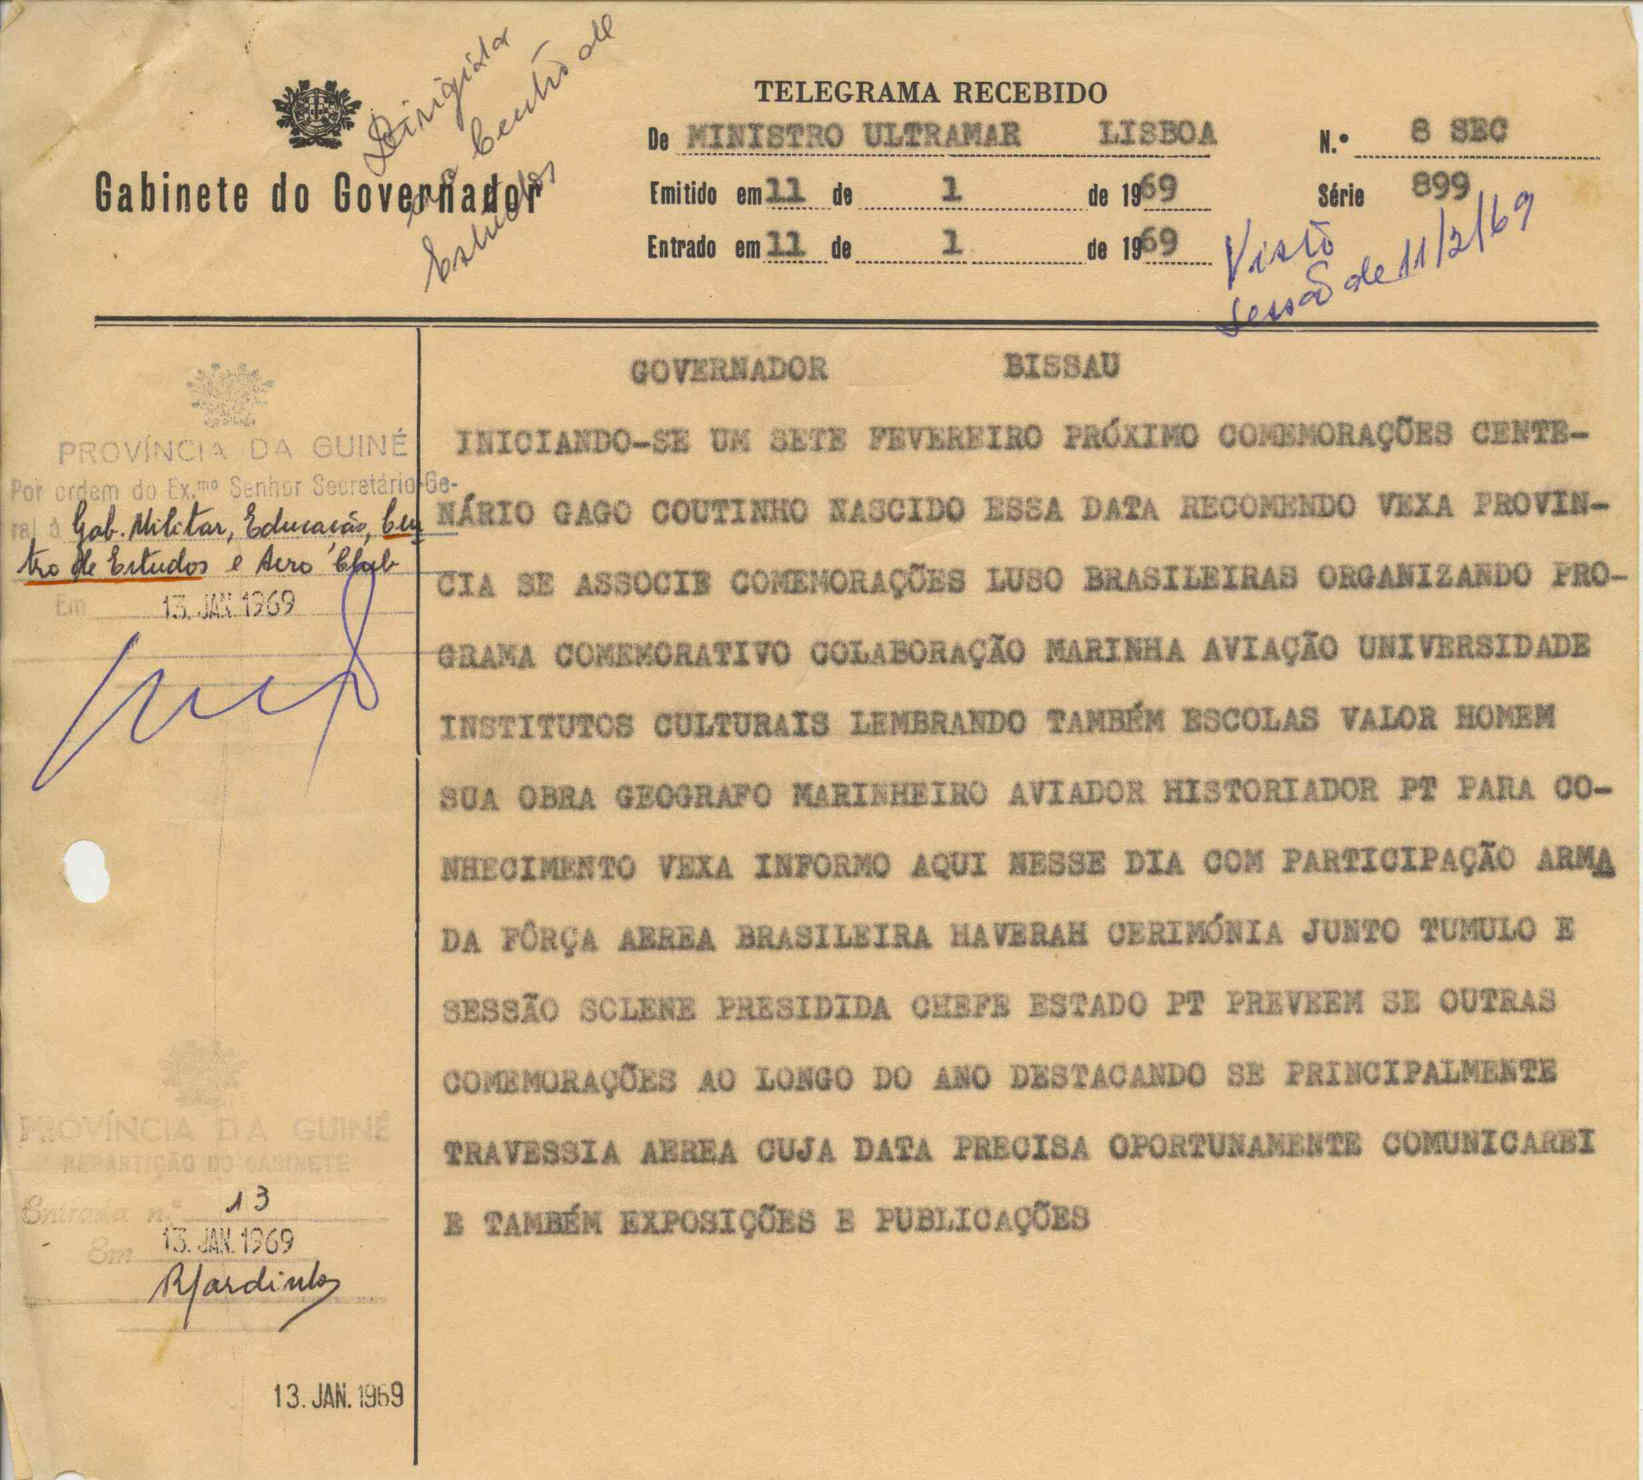 Dirigida
ao Centro de
Estudos
Gabinete do Governador
TELEGRAMA RECEBIDO
De MINISTRO ULTRAMAR LISBOA N.º 8 SEC
Emitido em 11 de 1 de 1969 Série 899
Entrado em 11 de 1 de 1969
Visto
sessão de 11/2/69
PROVÍNCIA DA GUINÉ
Por ordem do Ex.mo Senhor Secretário-Ge-
ral à Gab. Militar, Educação, Cen
tro de Estudos e Aero Club
Em 13. JAN. 1969
PROVÍNCIA DA GUINÉ
REPARTIÇÃO DO GABINETE
Entrada n.º 13
Em 13. JAN. 1969
13. JAN. 1969
GOVERNADOR BISSAU
INICIANDO-SE UM SETE FEVEREIRO PRÓXIMO COMEMORAÇÕES CENTE-
NÁRIO GAGO COUTINHO NASCIDO ESSA DATA RECOMENDO VEXA PROVIN-
CIA SE ASSOCIE COMEMORAÇÕES LUSO BRASILEIRAS ORGANIZANDO PRO-
GRAMA COMEMORATIVO COLABORAÇÃO MARINHA AVIAÇÃO UNIVERSIDADE
INSTITUTOS CULTURAIS LEMBRANDO TAMBÉM ESCOLAS VALOR HOMEM
SUA OBRA GEOGRAFO MARINHEIRO AVIADOR HISTORIADOR PT PARA CO-
NHECIMENTO VEXA INFORMO AQUI NESSE DIA COM PARTICIPAÇÃO ARMA
DA FÔRÇA AEREA BRASILEIRA HAVERAH CERIMÓNIA JUNTO TUMULO E
SESSÃO SOLENE PRESIDIDA CHEFE ESTADO PT PREVEEM SE OUTRAS
COMEMORAÇÕES AO LONGO DO ANO DESTACANDO SE PRINCIPALMENTE
TRAVESSIA AEREA CUJA DATA PRECISA OPORTUNAMENTE COMUNICAREI
E TAMBÉM EXPOSIÇÕES E PUBLICAÇÕES